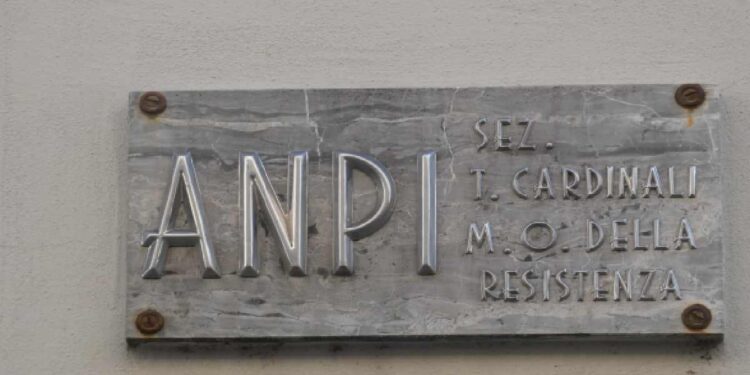 ANPI
SEZ.
T. CARDINALI
M. O. DELLA
RESISTENZA